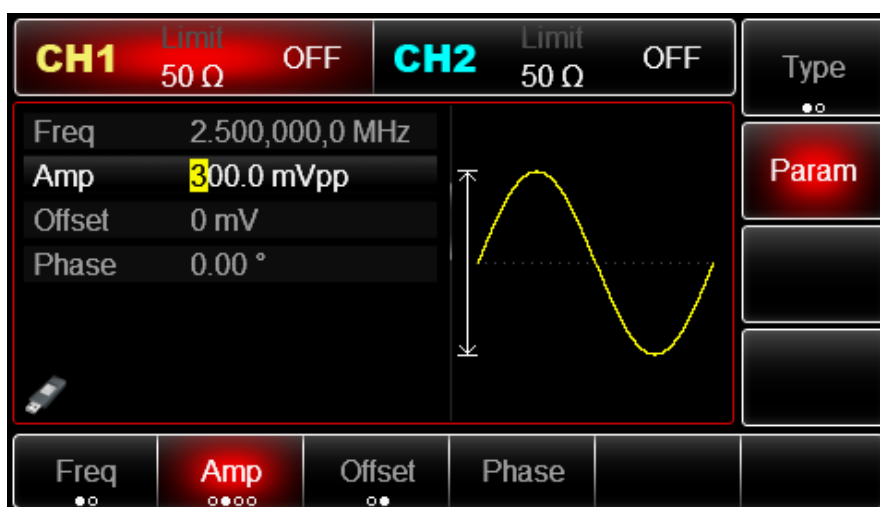 CH1 Limit 50 Ω OFF
CH2 Limit 50 Ω OFF
Type
Freq 2.500,000,0 MHz
Amp 300.0 mVpp
Offset 0 mV
Phase 0.00 °
Param
Freq
Amp
Offset
Phase